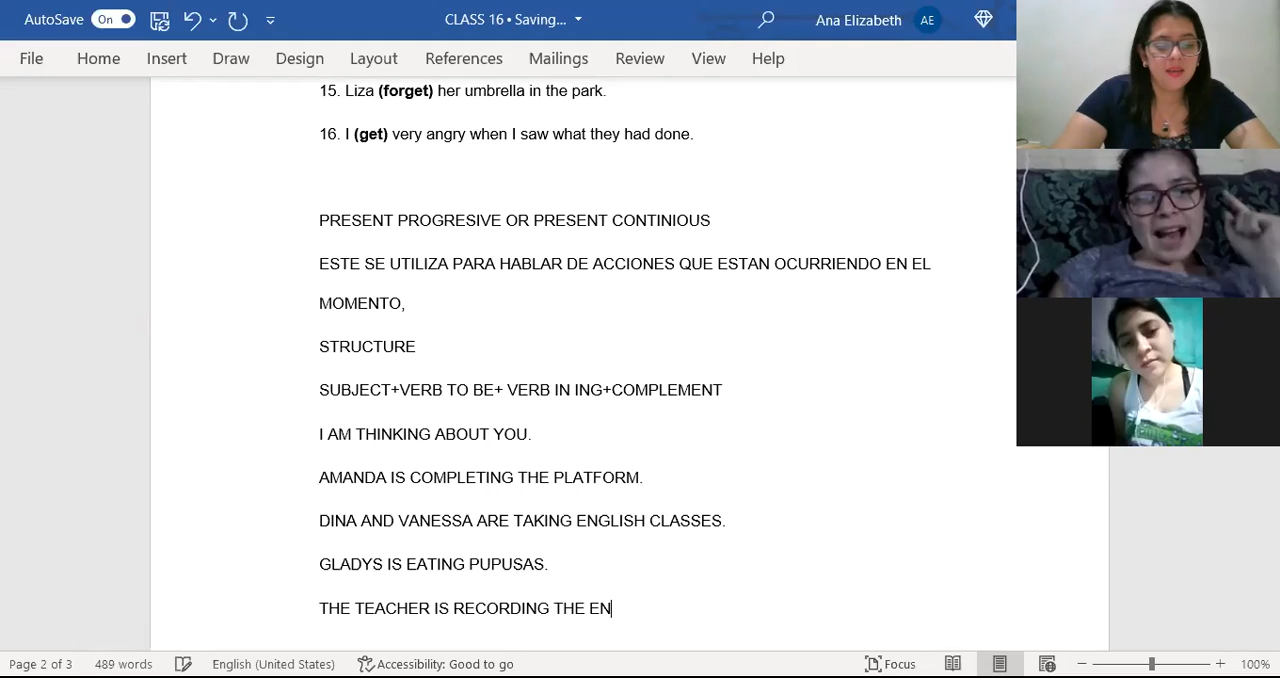 AutoSave On CLASS 16 • Saving... Ana Elizabeth AE
File Home Insert Draw Design Layout References Mailings Review View Help
15. Liza (forget) her umbrella in the park.
16. I (get) very angry when I saw what they had done.
PRESENT PROGRESIVE OR PRESENT CONTINIOUS
ESTE SE UTILIZA PARA HABLAR DE ACCIONES QUE ESTAN OCURRIENDO EN EL
MOMENTO,
STRUCTURE
SUBJECT+VERB TO BE+ VERB IN ING+COMPLEMENT
I AM THINKING ABOUT YOU.
AMANDA IS COMPLETING THE PLATFORM.
DINA AND VANESSA ARE TAKING ENGLISH CLASSES.
GLADYS IS EATING PUPUSAS.
THE TEACHER IS RECORDING THE EN
Page 2 of 3 489 words English (United States) Accessibility: Good to go Focus 100%